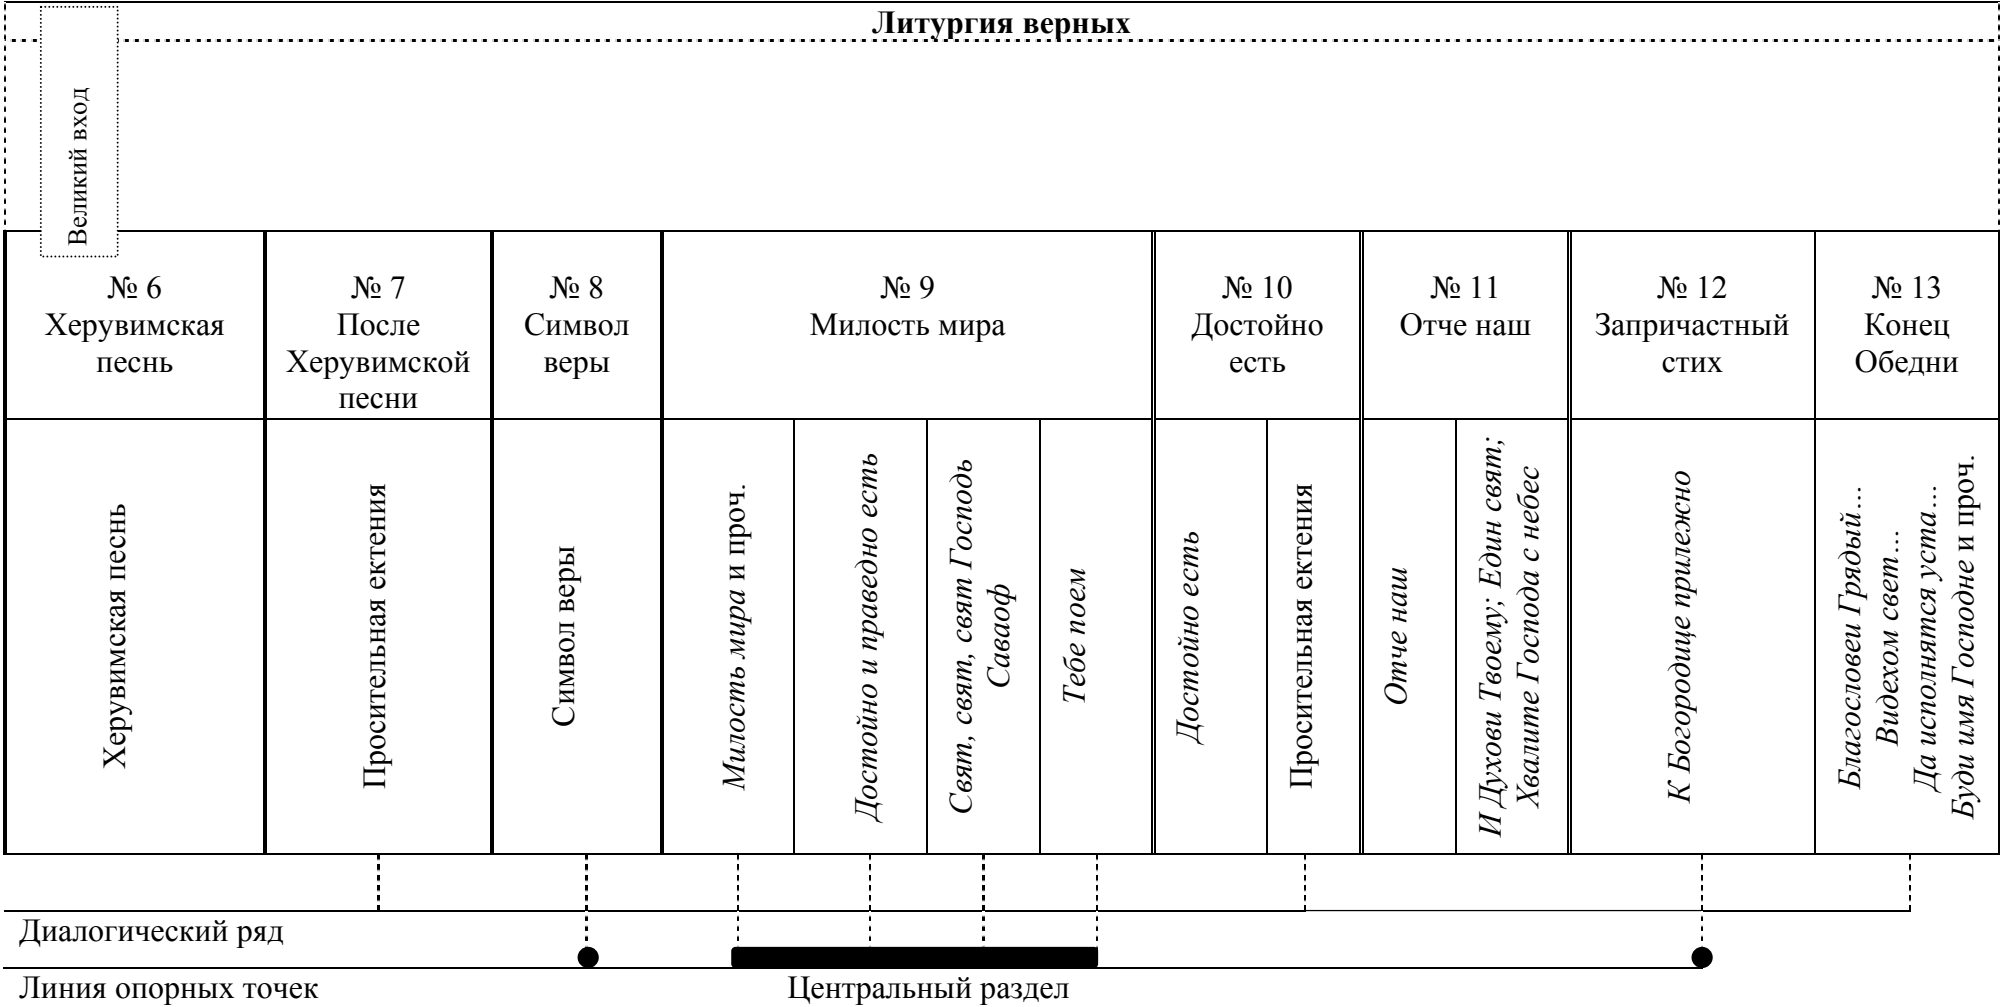 Литургия верных
Великий вход
№ 6
Херувимская
песнь
№ 7
После
Херувимской
песни
№ 8
Символ
веры
№ 9
Милость мира
№ 10
Достойно
есть
№ 11
Отче наш
№ 12
Запричастный
стих
№ 13
Конец
Обедни
Херувимская песнь
Просительная ектения
Символ веры
Милость мира и проч.
Достойно и праведно есть
Свят, свят, свят Господь
Саваоф
Тебе поем
Достойно есть
Просительная ектения
Отче наш
И Духови Твоему; Един свят;
Хвалите Господа с небес
К Богородице прилежно
Благослови Грядый…
Видехом свет…
Да исполнятся уста…
Буди имя Господне и проч.
Диалогический ряд
Линия опорных точек
Центральный раздел